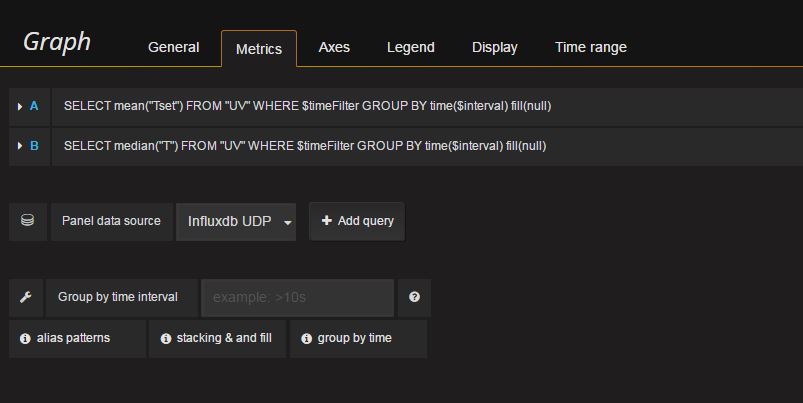 Graph General Metrics Axes Legend Display Time range
A SELECT mean("Tset") FROM "UV" WHERE $timeFilter GROUP BY time($interval) fill(null)
B SELECT median("T") FROM "UV" WHERE $timeFilter GROUP BY time($interval) fill(null)
Panel data source Influxdb UDP + Add query
Group by time interval example: >10s ?
alias patterns stacking & and fill group by time